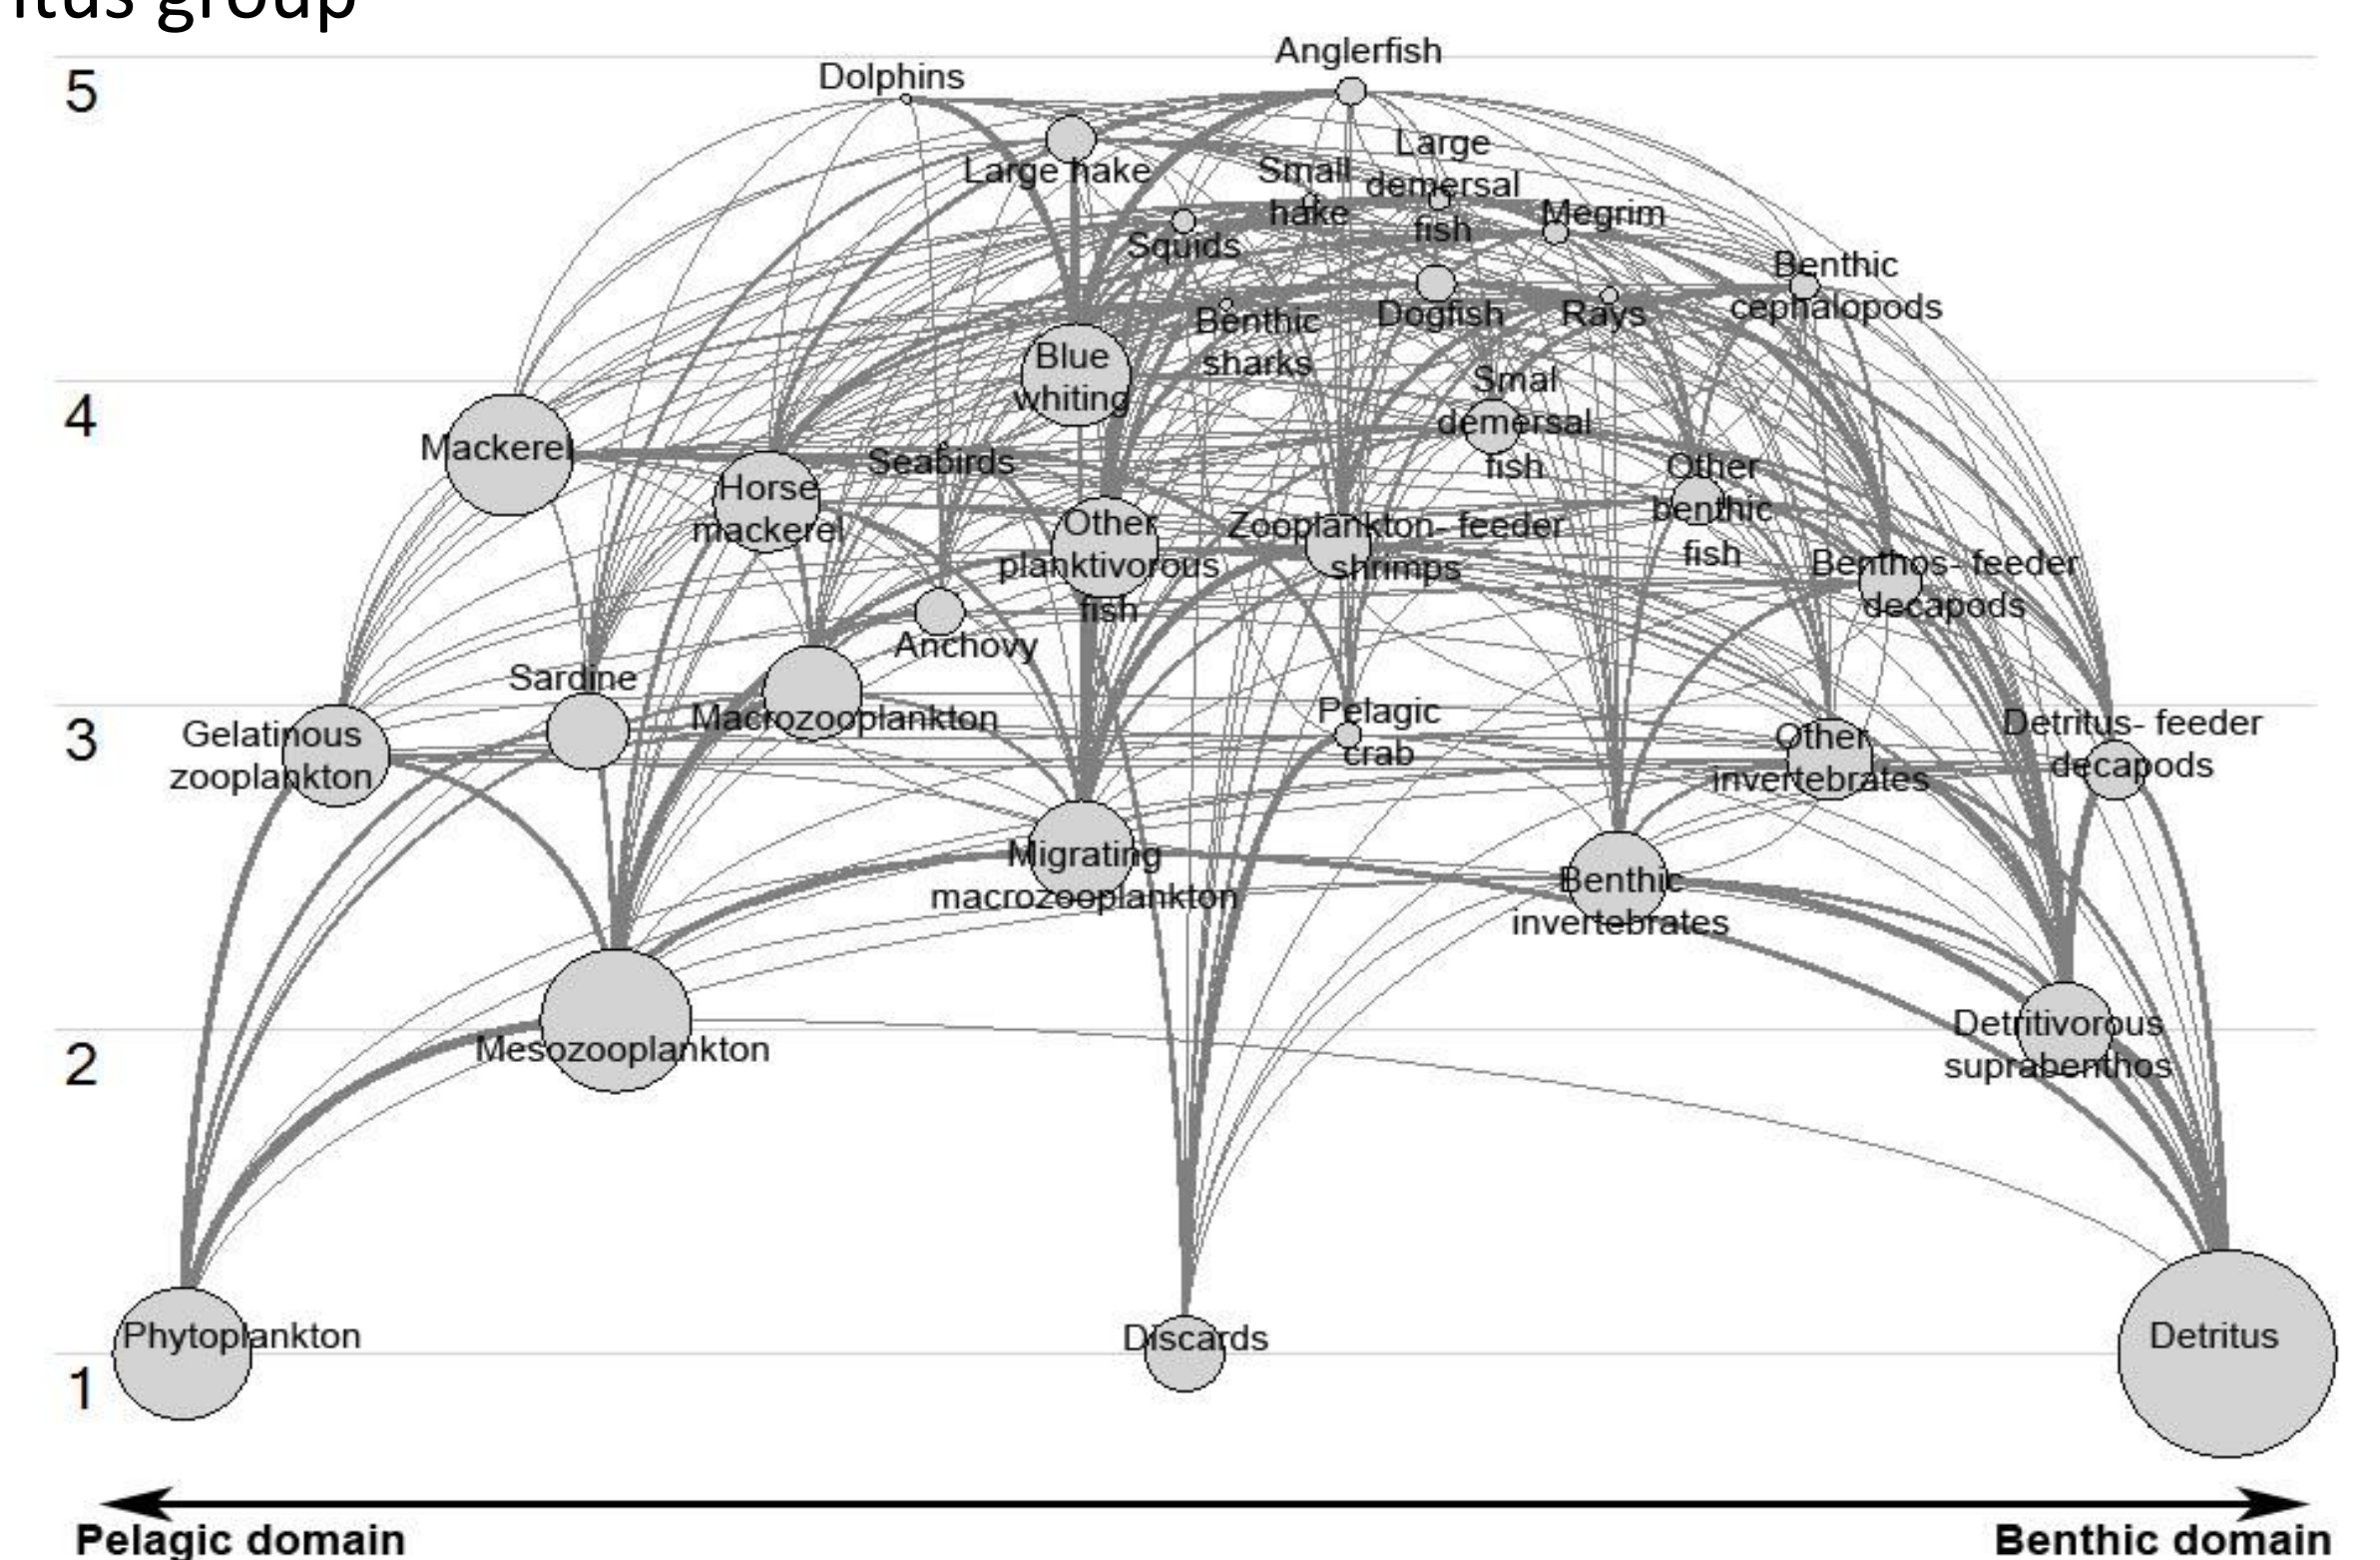 itus group
5
Anglerfish
Dolphins
Large hake
Small
hake
Large
demersal
fish
Squids
Megrim
Benthic
cephalopods
Benthic
sharks
Dogfish
Rays
Blue
whiting
Smal
demersal
fish
4
Mackerel
Seabirds
Horse
mackerel
Other
planktivorous
fish
Zooplankton- feeder
shrimps
Other
benthic
fish
Benthos- feeder
decapods
Anchovy
Sardine
Macrozooplankton
Pelagic
crab
3
Gelatinous
zooplankton
Other
invertebrates
Detritus- feeder
decapods
Migrating
macrozooplankton
Benthic
invertebrates
2
Mesozooplankton
Detritivorous
suprabenthos
Phytoplankton
Discards
Detritus
1
Pelagic domain
Benthic domain